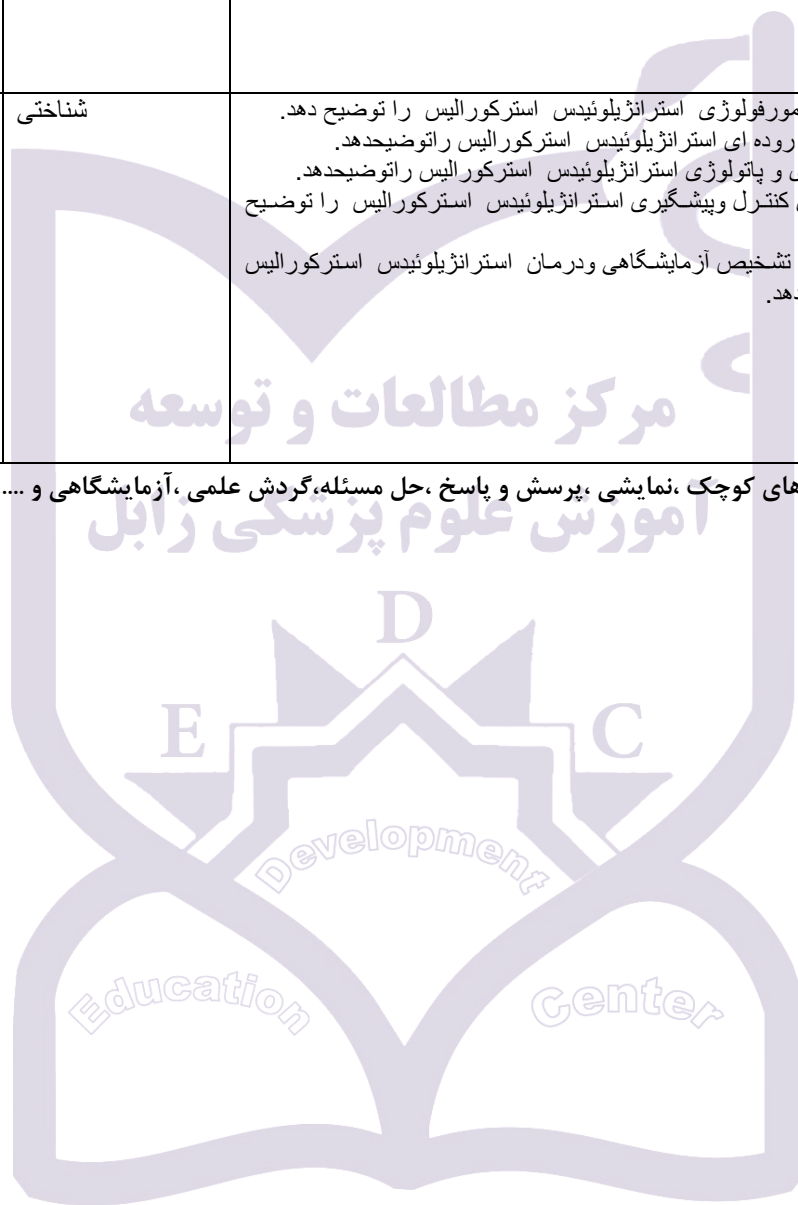 مورفولوژی استرانژیلوئیدس استرکورالیس را توضیح دهد.
شناختی
روده ای استرانژیلوئیدس استرکورالیس راتوضیحدهد.
و پاتولوژی استرانژیلوئیدس استرکورالیس راتوضیحدهد.
کنترل وپیشگیری استرانژیلوئیدس استرکورالیس را توضیح
تشخیص آزمایشگاهی ودرمان استرانژیلوئیدس استرکورالیس
دهد.
مرکز مطالعات و توسعه
های کوچک ،نمایشی ،پرسش و پاسخ ،حل مسئله،گردش علمی ،آزمایشگاهی و ....
آموزش علوم پزشکی زابل
D
E C
Development
Education Center